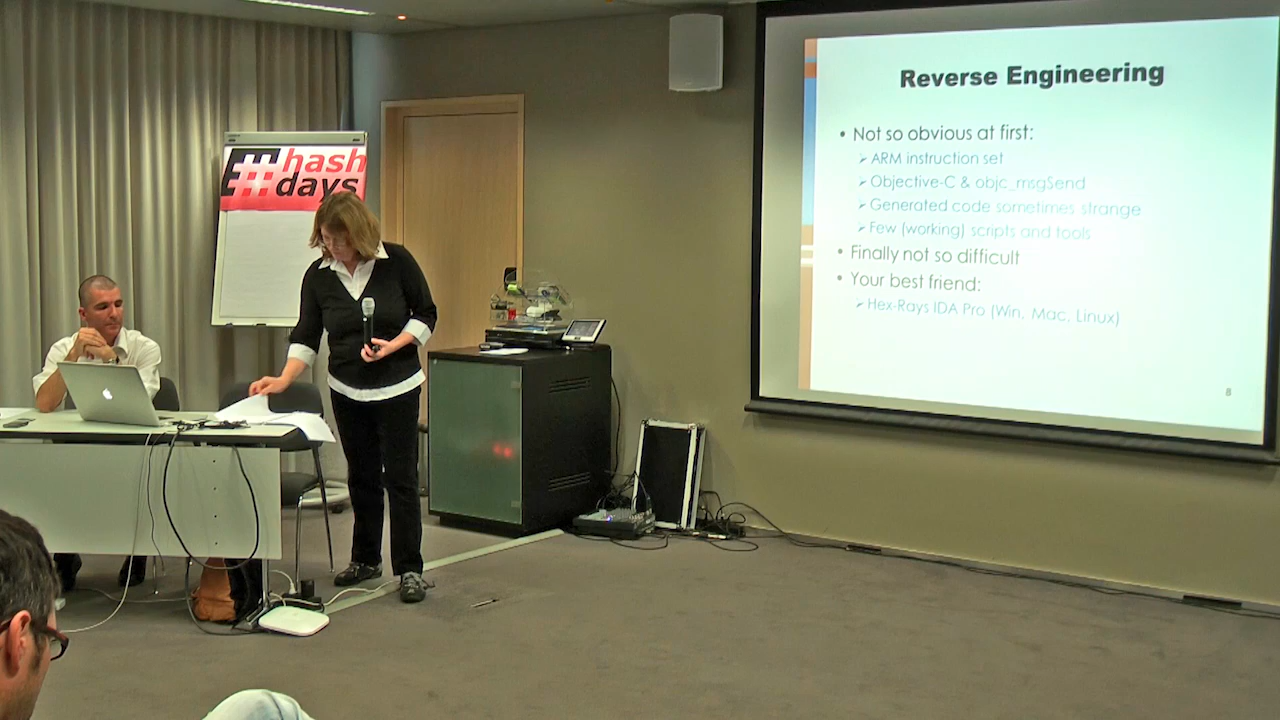 #hash
days
Reverse Engineering
• Not so obvious at first:
➢ ARM instruction set
➢ Objective-C & objc_msgSend
➢ Generated code sometimes strange
➢ Few (working) scripts and tools
• Finally not so difficult
• Your best friend:
➢ Hex-Rays IDA Pro (Win, Mac, Linux)
8